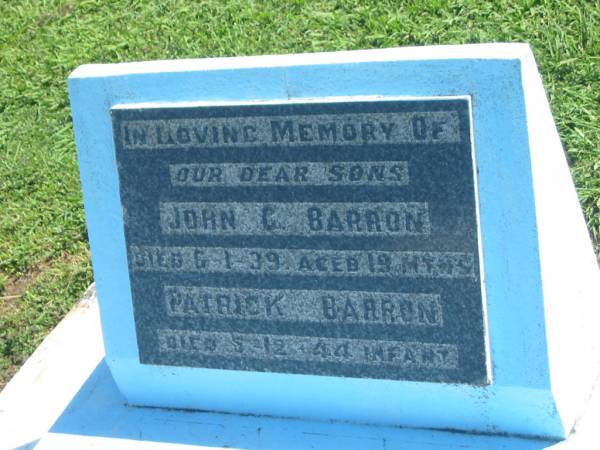 IN LOVING MEMORY OF
OUR DEAR SONS
JOHN C. BARRON
DIED 6-1-39. AGED 19 MTHS
PATRICK BARRON
DIED 5-12-44 INFANT